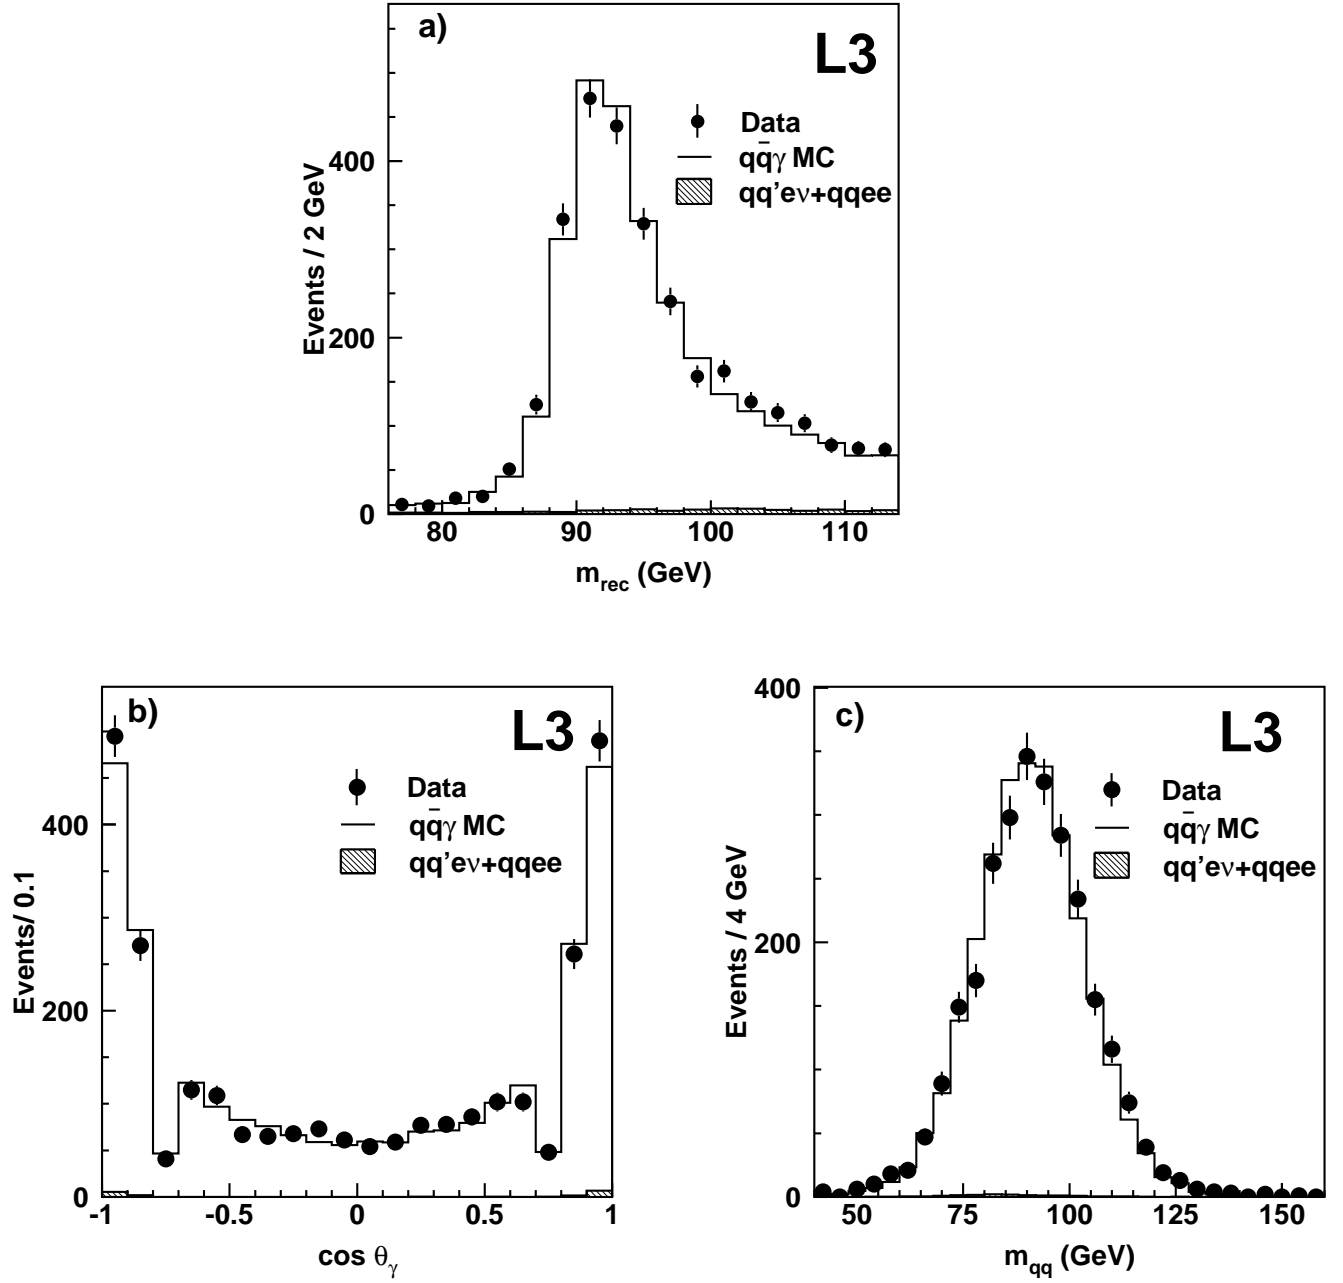 a)
L3
Data
qq̄γ MC
qq’eν+qqee
Events / 2 GeV
400
200
0
80 90 100 110
m_rec (GeV)
b)
L3
Data
qq̄γ MC
qq’eν+qqee
Events/ 0.1
400
200
0
-1 -0.5 0 0.5 1
cos θ_γ
c)
L3
Data
qq̄γ MC
qq’eν+qqee
Events / 4 GeV
400
200
0
50 75 100 125 150
m_qq (GeV)